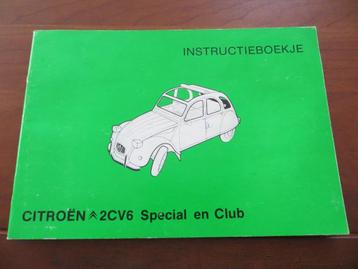 INSTRUCTIEBOEKJE
CITROËN 2CV6 Special en Club